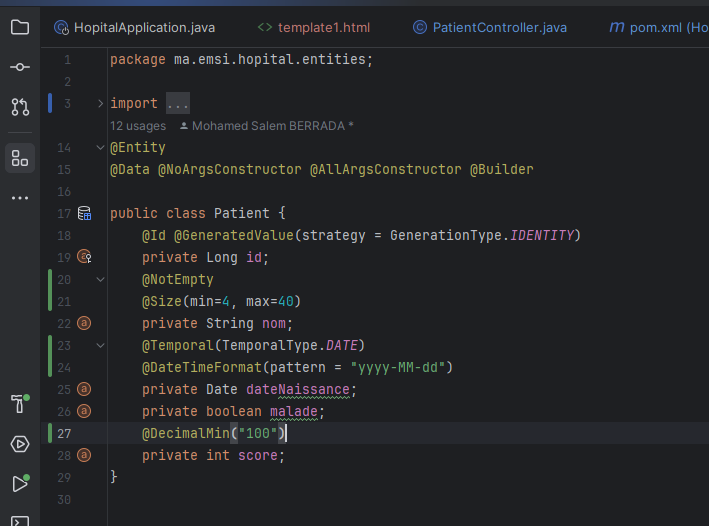 HopitalApplication.java <> template1.html PatientController.java m pom.xml (Ho
1 package ma.emsi.hopital.entities;
2
3 import ...
12 usages Mohamed Salem BERRADA *
14 @Entity
15 @Data @NoArgsConstructor @AllArgsConstructor @Builder
16
17 public class Patient {
18 @Id @GeneratedValue(strategy = GenerationType.IDENTITY)
19 private Long id;
20 @NotEmpty
21 @Size(min=4, max=40)
22 private String nom;
23 @Temporal(TemporalType.DATE)
24 @DateTimeFormat(pattern = "yyyy-MM-dd")
25 private Date dateNaissance;
26 private boolean malade;
27 @DecimalMin("100")
28 private int score;
29 }
30